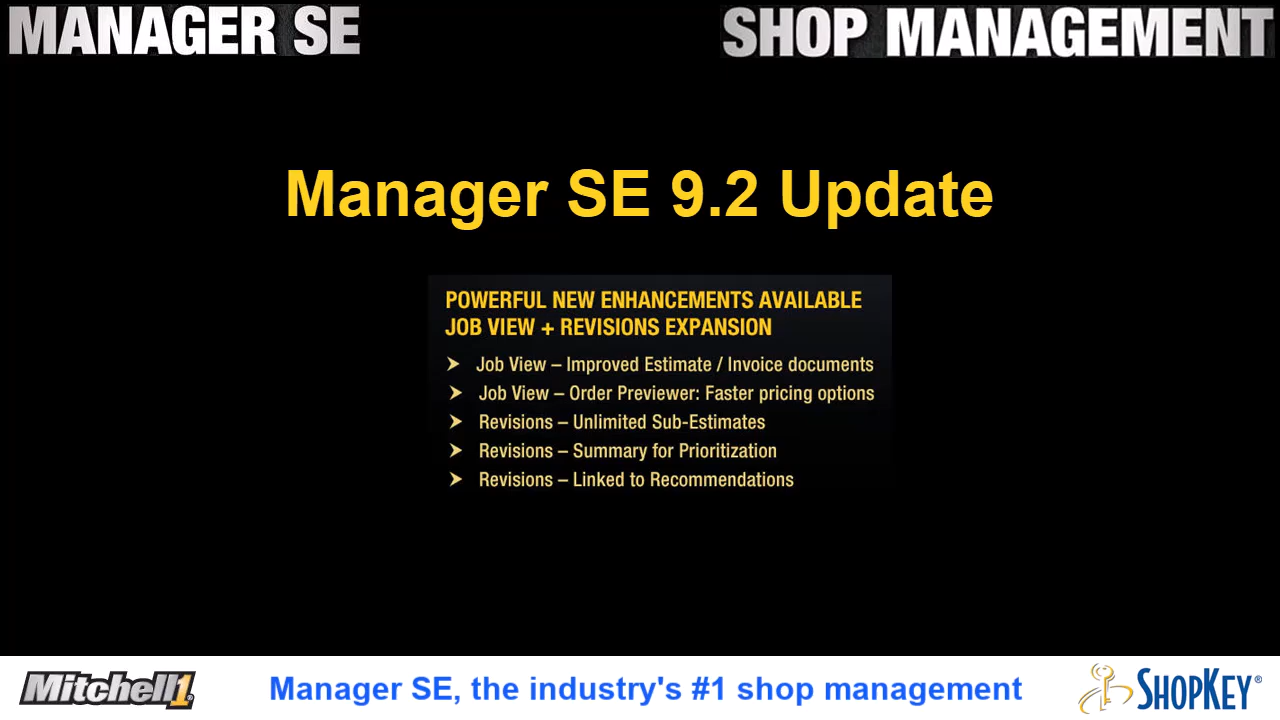 MANAGER SE
SHOP MANAGEMENT
Manager SE 9.2 Update
POWERFUL NEW ENHANCEMENTS AVAILABLE
JOB VIEW + REVISIONS EXPANSION
➤ Job View – Improved Estimate / Invoice documents
➤ Job View – Order Previewer: Faster pricing options
➤ Revisions – Unlimited Sub-Estimates
➤ Revisions – Summary for Prioritization
➤ Revisions – Linked to Recommendations
Mitchell1®
Manager SE, the industry's #1 shop management
SHOPKEY®